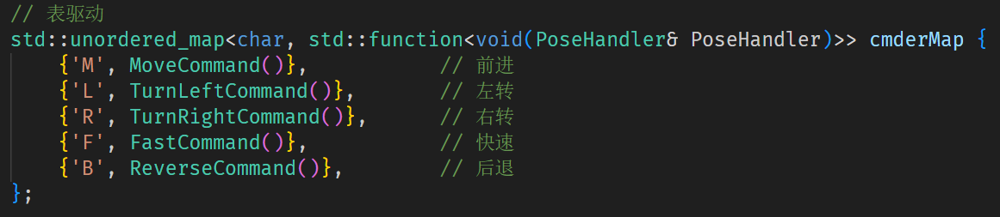 // 表驱动
std::unordered_map<char, std::function<void(PoseHandler& PoseHandler)>> cmderMap {
    {'M', MoveCommand()},           // 前进
    {'L', TurnLeftCommand()},       // 左转
    {'R', TurnRightCommand()},      // 右转
    {'F', FastCommand()},           // 快速
    {'B', ReverseCommand()},        // 后退
};